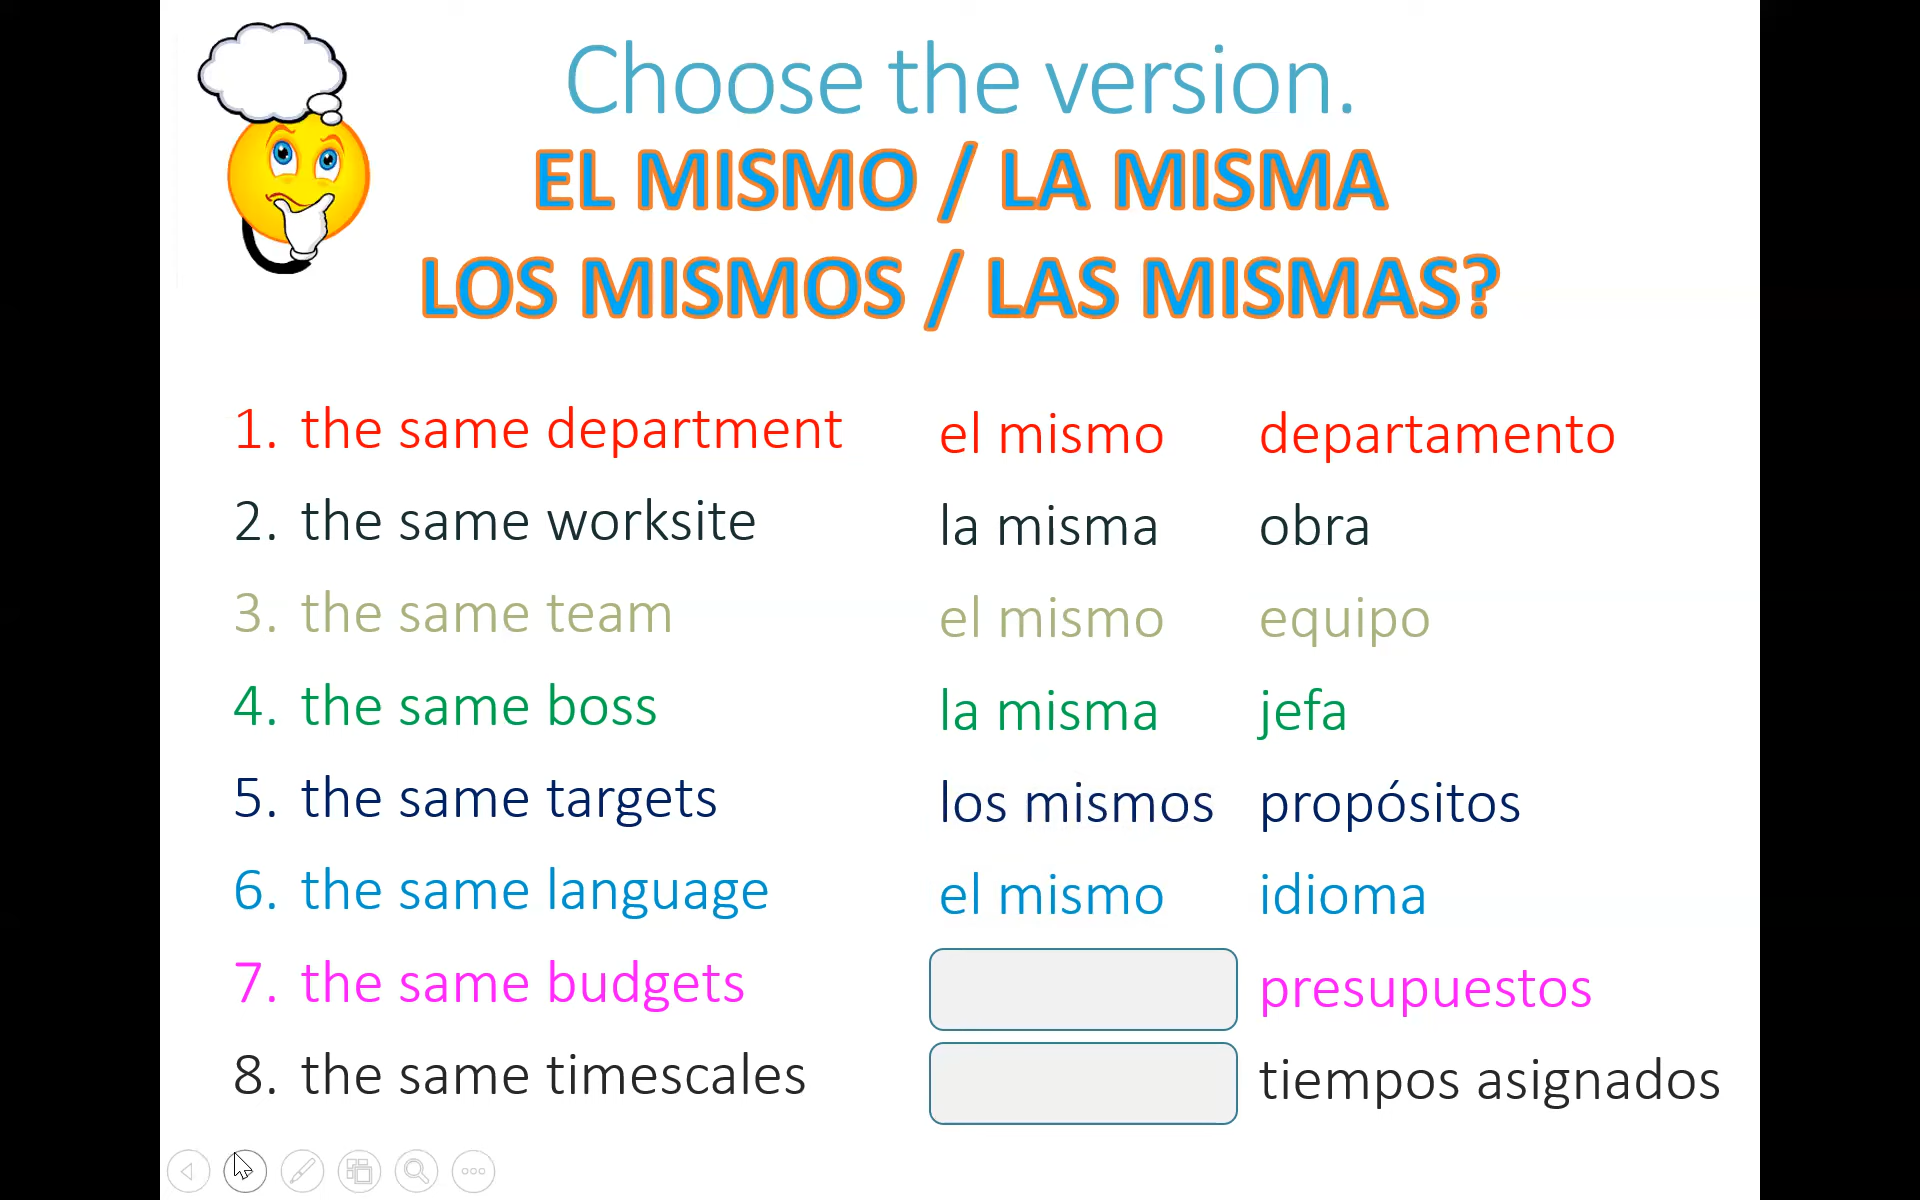 Choose the version.
EL MISMO / LA MISMA
LOS MISMOS / LAS MISMAS?
1. the same department el mismo departamento
2. the same worksite la misma obra
3. the same team el mismo equipo
4. the same boss la misma jefa
5. the same targets los mismos propósitos
6. the same language el mismo idioma
7. the same budgets presupuestos
8. the same timescales tiempos asignados